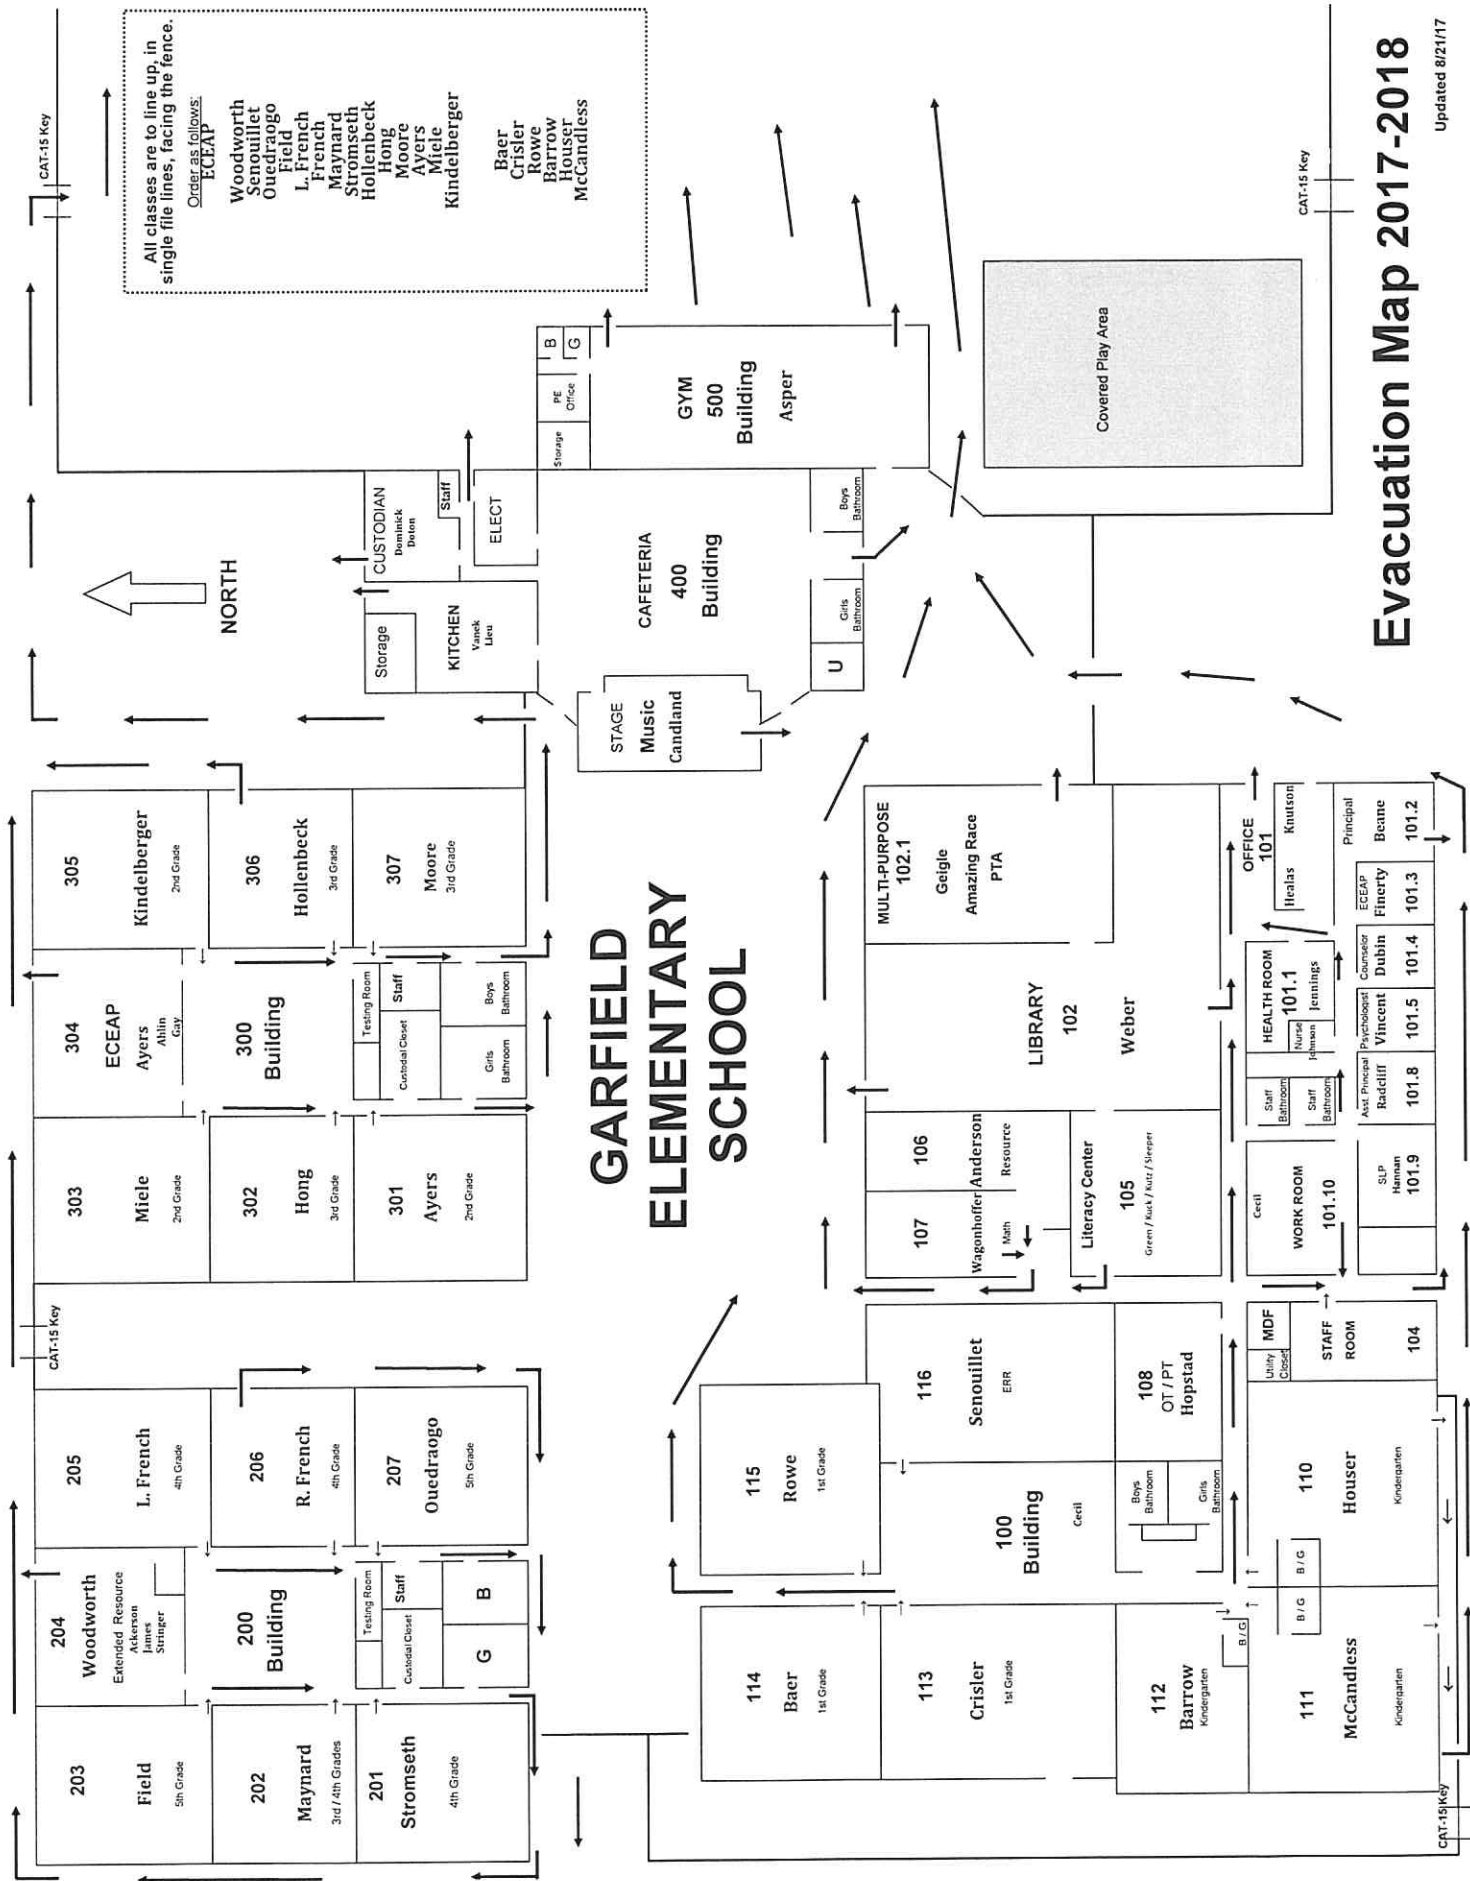 203
Field
5th Grade
204
Woodworth
Extended Resource
Ackerson
James
Stringer
205
L. French
4th Grade
CAT-15 Key
303
Miele
2nd Grade
304
ECEAP
Ayers
Ahlin
Gay
305
Kindelberger
2nd Grade
202
Maynard
3rd / 4th Grades
200
Building
206
R. French
4th Grade
302
Hong
3rd Grade
300
Building
306
Hollenbeck
3rd Grade
201
Stromseth
4th Grade
Testing Room
Custodial Closet
Staff
G
B
207
Ouedraogo
5th Grade
301
Ayers
2nd Grade
Testing Room
Custodial Closet
Staff
Girls
Bathroom
Boys
Bathroom
307
Moore
3rd Grade
NORTH
CAT-15 Key
All classes are to line up, in
single file lines, facing the fence.
Order as follows:
ECEAP
Woodworth
Senouillet
Ouedraogo
Field
L. French
French
Maynard
Stromseth
Hollenbeck
Hong
Moore
Ayers
Miele
Kindelberger
Baer
Crisler
Rowe
Barrow
Houser
McCandless
Storage
KITCHEN
Vanek
Lieu
CUSTODIAN
Dominick
Doton
Staff
ELECT
STAGE
Music
Candland
CAFETERIA
400
Building
U
Girls
Bathroom
Boys
Bathroom
Storage
PE
Office
B
G
GYM
500
Building
Asper
GARFIELD
ELEMENTARY
SCHOOL
114
Baer
1st Grade
115
Rowe
1st Grade
113
Crisler
1st Grade
100
Building
Cecil
116
Senouillet
ERR
107
Wagonhoffer
Math
106
Anderson
Resource
MULTI-PURPOSE
102.1
Geigle
Amazing Race
PTA
LIBRARY
102
Weber
Literacy Center
105
Green / Kuck / Kutz / Sleeper
112
Barrow
Kindergarten
B / G
Boys
Bathroom
Girls
Bathroom
108
OT / PT
Hopstad
111
McCandless
Kindergarten
B / G
B / G
110
Houser
Kindergarten
Utility
Closet
MDF
STAFF
ROOM
104
Cecil
WORK ROOM
101.10
Staff
Bathroom
Staff
Bathroom
HEALTH ROOM
101.1
Nurse
Johnson
Jennings
OFFICE
101
Healas
Knutson
SLP
Hannan
101.9
Asst. Principal
Radcliff
101.8
Psychologist
Vincent
101.5
Counselor
Dubin
101.4
ECEAP
Finerty
101.3
Principal
Beane
101.2
Covered Play Area
CAT-15 Key
CAT-15 Key
Evacuation Map 2017-2018
Updated 8/21/17